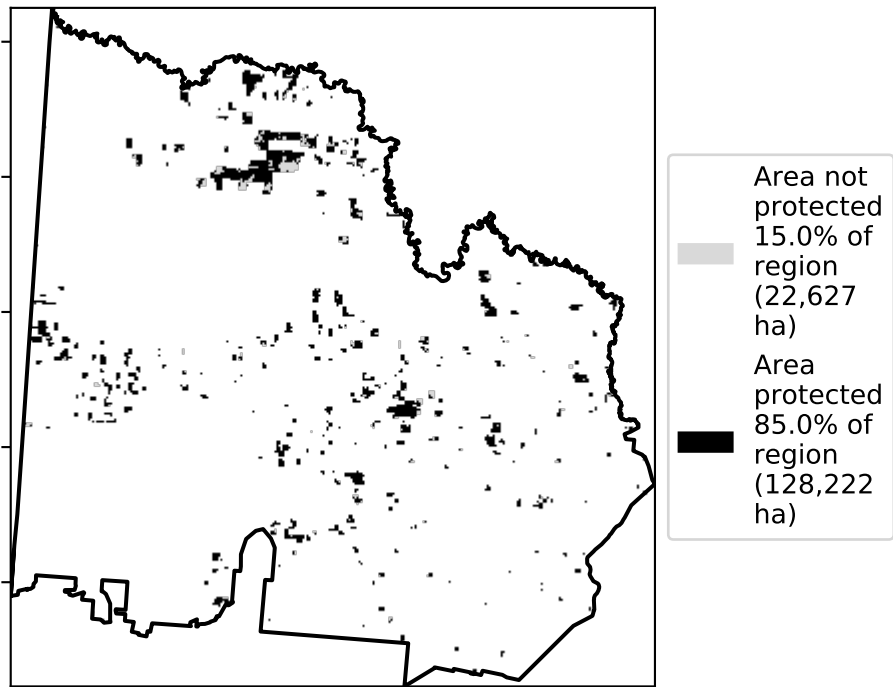 Area not
protected
15.0% of
region
(22,627
ha)
Area
protected
85.0% of
region
(128,222
ha)